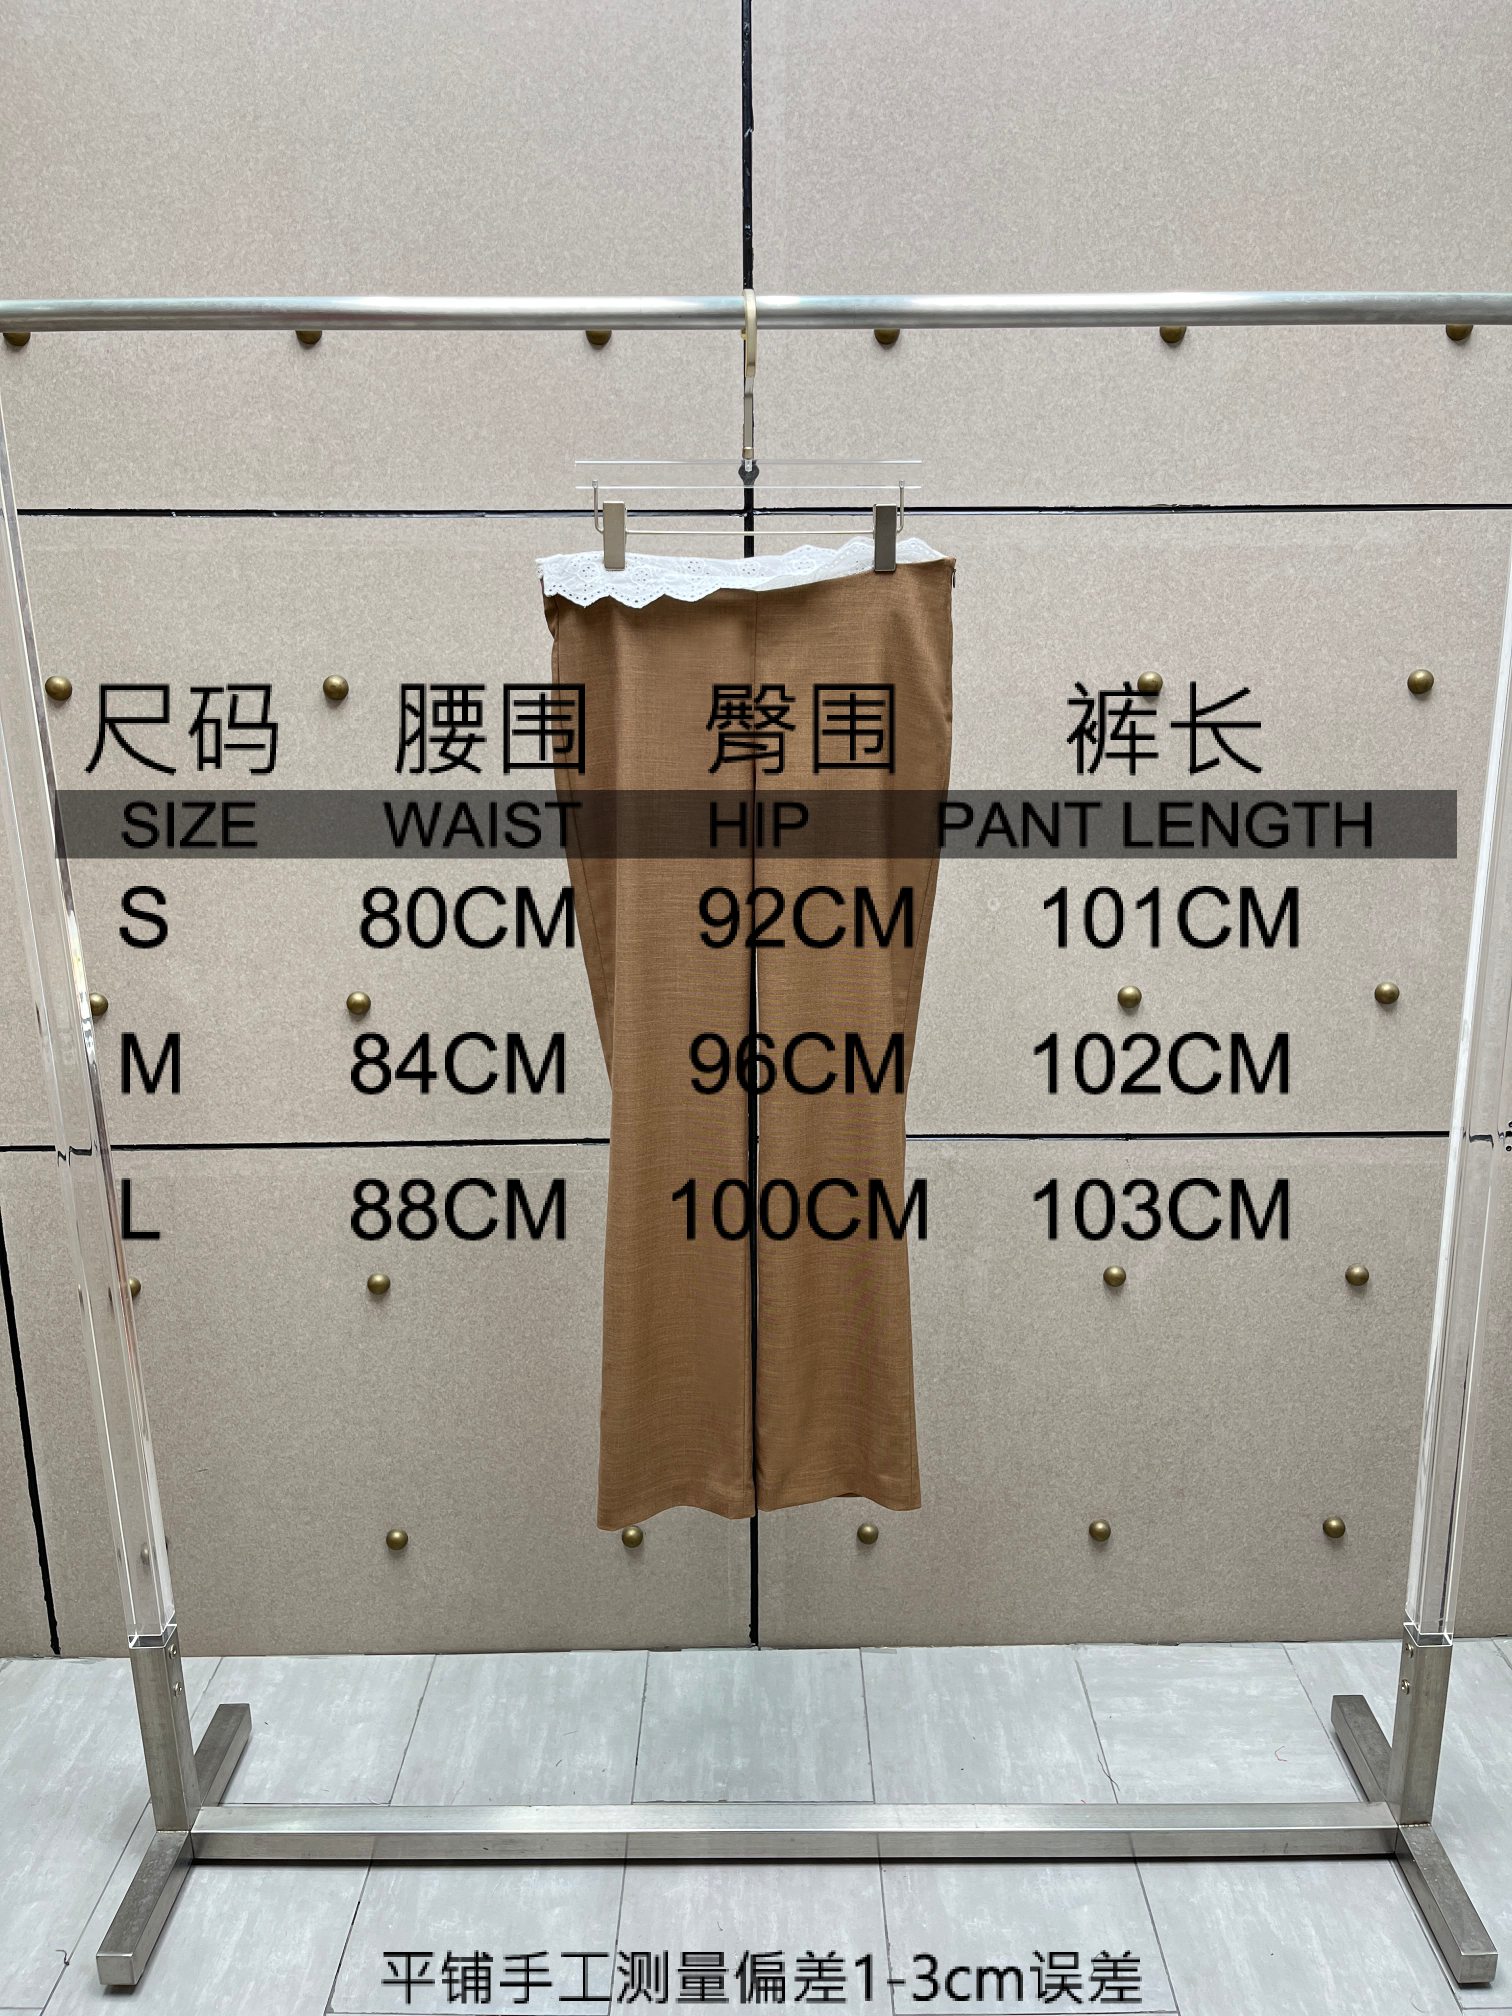 尺码 腰围 臀围 裤长
SIZE WAIST HIP PANT LENGTH
S 80CM 92CM 101CM
M 84CM 96CM 102CM
L 88CM 100CM 103CM
平铺手工测量偏差1-3cm误差